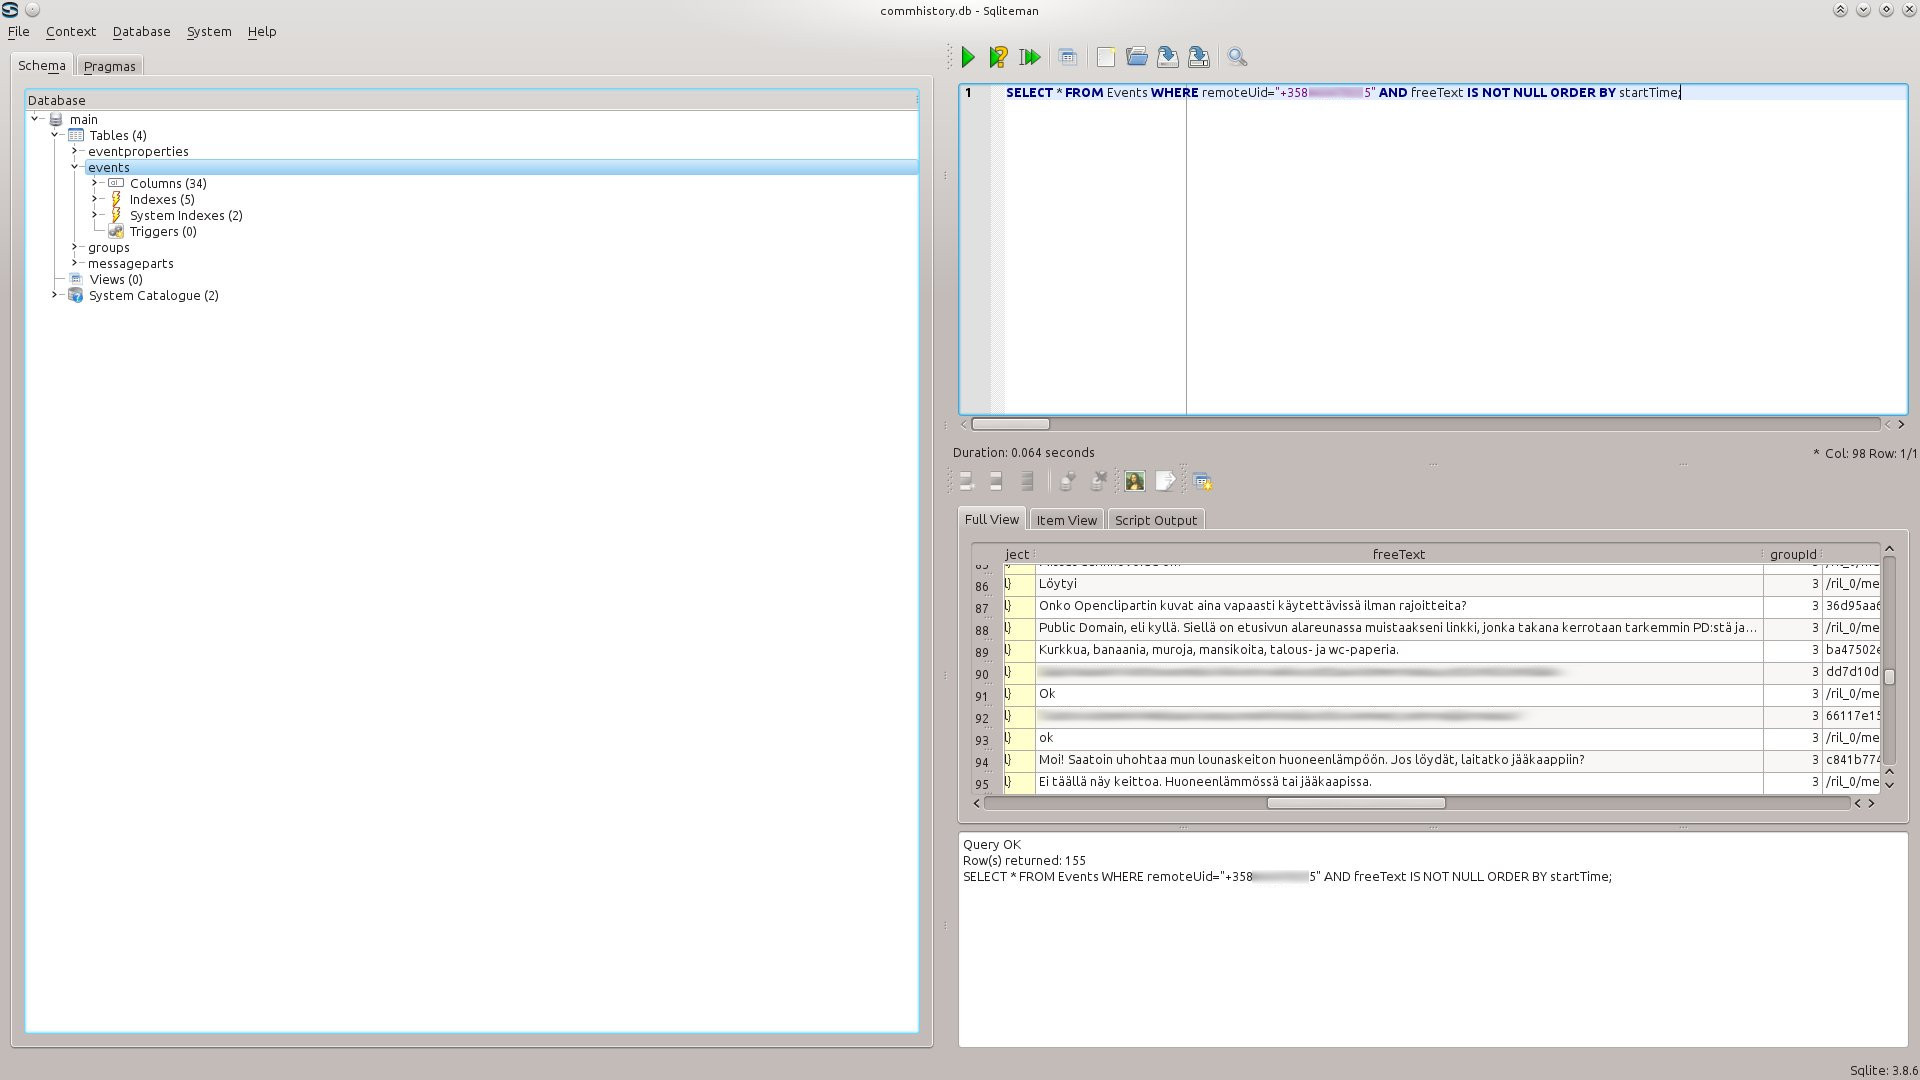 commhistory.db - Sqliteman
File Context Database System Help
Schema Pragmas
Database
main
Tables (4)
eventproperties
events
Columns (34)
Indexes (5)
System Indexes (2)
Triggers (0)
groups
messageparts
Views (0)
System Catalogue (2)
1 SELECT * FROM Events WHERE remoteUid="+358 5" AND freeText IS NOT NULL ORDER BY startTime;
Duration: 0.064 seconds
* Col: 98 Row: 1/1
Full View Item View Script Output
ject freeText groupId
85
86 l} Löytyi 3 /ril_0/me
87 l} Onko Openclipartin kuvat aina vapaasti käytettävissä ilman rajoitteita? 3 36d95aa6
88 l} Public Domain, eli kyllä. Siellä on etusivun alareunassa muistaakseni linkki, jonka takana kerrotaan tarkemmin PD:stä ja... 3 /ril_0/me
89 l} Kurkkua, banaania, muroja, mansikoita, talous- ja wc-paperia. 3 ba47502e
90 l} 3 dd7d10d
91 l} Ok 3 /ril_0/me
92 l} 3 66117e15
93 l} ok 3 /ril_0/me
94 l} Moi! Saatoin uhohtaa mun lounaskeiton huoneenlämpöön. Jos löydät, laitatko jääkaappiin? 3 c841b774
95 l} Ei täällä näy keittoa. Huoneenlämmössä tai jääkaapissa. 3 /ril_0/me
Query OK
Row(s) returned: 155
SELECT * FROM Events WHERE remoteUid="+358 5" AND freeText IS NOT NULL ORDER BY startTime;
Sqlite: 3.8.6